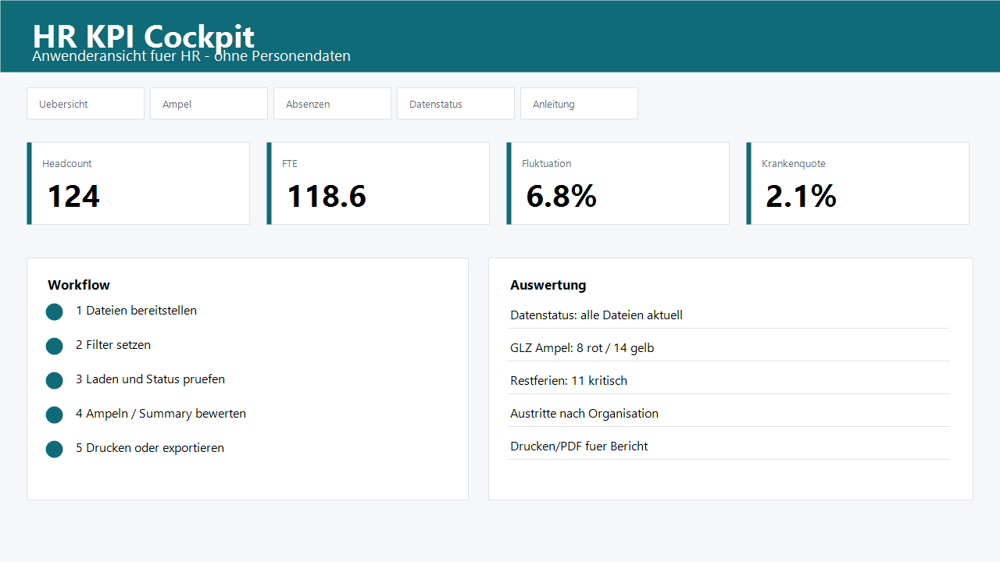 HR KPI Cockpit
Anwenderansicht fuer HR - ohne Personendaten
Uebersicht
Ampel
Absenzen
Datenstatus
Anleitung
Headcount
124
FTE
118.6
Fluktuation
6.8%
Krankenquote
2.1%
Workflow
1 Dateien bereitstellen
2 Filter setzen
3 Laden und Status pruefen
4 Ampeln / Summary bewerten
5 Drucken oder exportieren
Auswertung
Datenstatus: alle Dateien aktuell
GLZ Ampel: 8 rot / 14 gelb
Restferien: 11 kritisch
Austritte nach Organisation
Drucken/PDF fuer Bericht